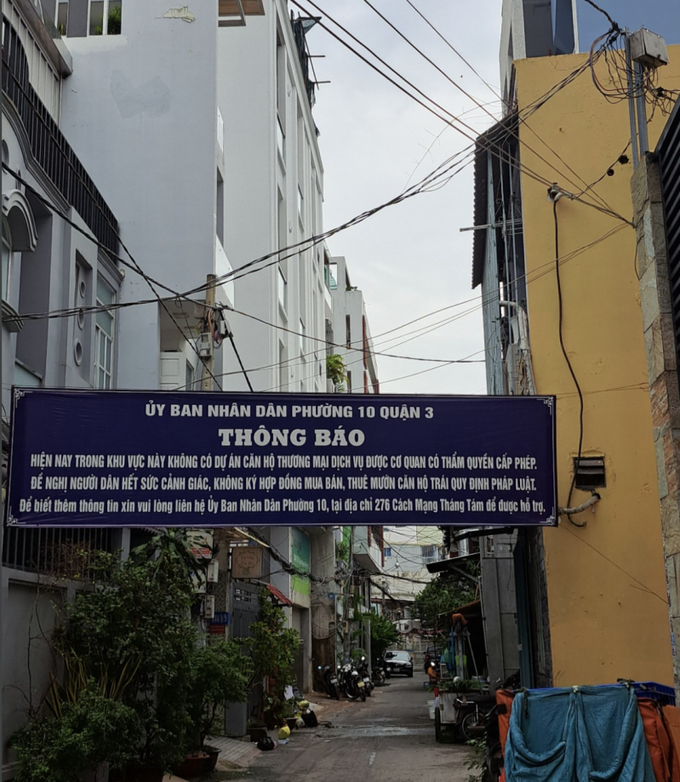 ỦY BAN NHÂN DÂN PHƯỜNG 10 QUẬN 3
THÔNG BÁO
HIỆN NAY TRONG KHU VỰC NÀY KHÔNG CÓ DỰ ÁN CĂN HỘ THƯƠNG MẠI DỊCH VỤ ĐƯỢC CƠ QUAN CÓ THẨM QUYỀN CẤP PHÉP.
ĐỀ NGHỊ NGƯỜI DÂN HẾT SỨC CẢNH GIÁC, KHÔNG KÝ HỢP ĐỒNG MUA BÁN, THUÊ MƯỚN CĂN HỘ TRÁI QUY ĐỊNH PHÁP LUẬT.
Để biết thêm thông tin xin vui lòng liên hệ Ủy Ban Nhân Dân Phường 10, tại địa chỉ 276 Cách Mạng Tháng Tám để được hỗ trợ.